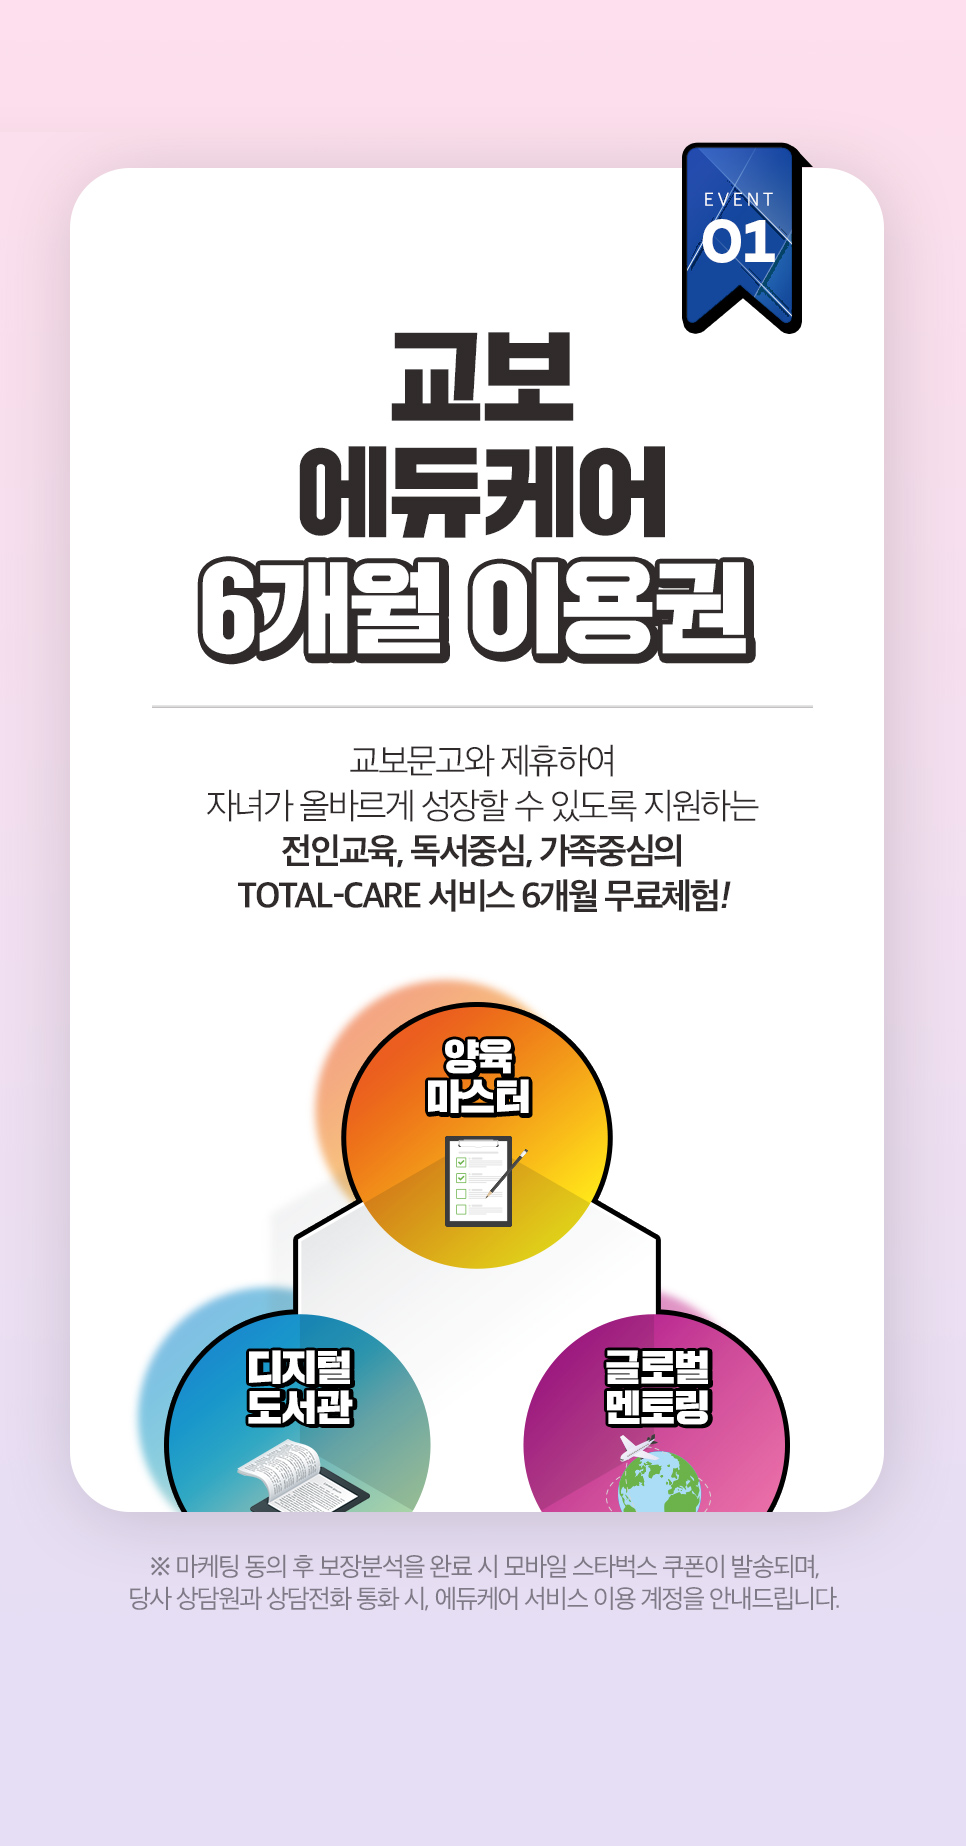 EVENT
01
교보
에듀케어
6개월 이용권
교보문고와 제휴하여
자녀가 올바르게 성장할 수 있도록 지원하는
전인교육, 독서중심, 가족중심의
TOTAL-CARE 서비스 6개월 무료체험!
양육
마스터
디지털
도서관
글로벌
멘토링
※ 마케팅 동의 후 보장분석을 완료 시 모바일 스타벅스 쿠폰이 발송되며,
당사 상담원과 상담전화 통화 시, 에듀케어 서비스 이용 계정을 안내드립니다.